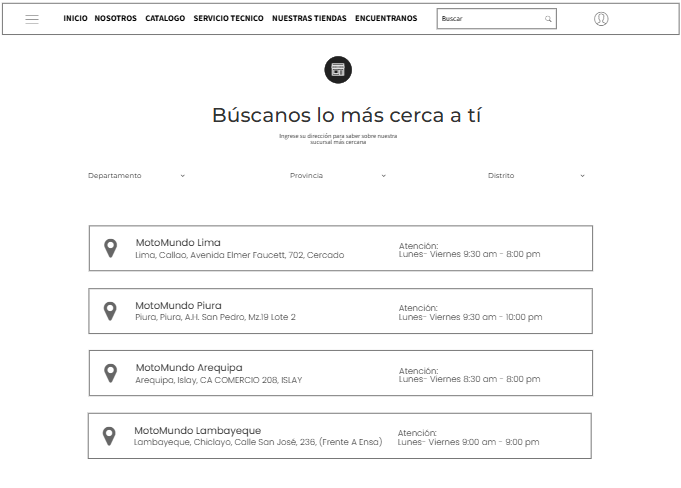 INICIO NOSOTROS CATALOGO SERVICIO TECNICO NUESTRAS TIENDAS ENCUENTRANOS Buscar
Búscanos lo más cerca a tí
Ingrese su dirección para saber sobre nuestra
sucursal más cercana
Departamento Provincia Distrito
MotoMundo Lima
Lima, Callao, Avenida Elmer Faucett, 702, Cercado
Atención:
Lunes- Viernes 9:30 am - 8:00 pm
MotoMundo Piura
Piura, Piura, A.H. San Pedro, Mz.19 Lote 2
Atención:
Lunes- Viernes 9:30 am - 10:00 pm
MotoMundo Arequipa
Arequipa, Islay, CA COMERCIO 208, ISLAY
Atención:
Lunes- Viernes 8:30 am - 8:00 pm
MotoMundo Lambayeque
Lambayeque, Chiclayo, Calle San José, 236, (Frente A Ensa)
Atención:
Lunes- Viernes 9:00 am - 9:00 pm